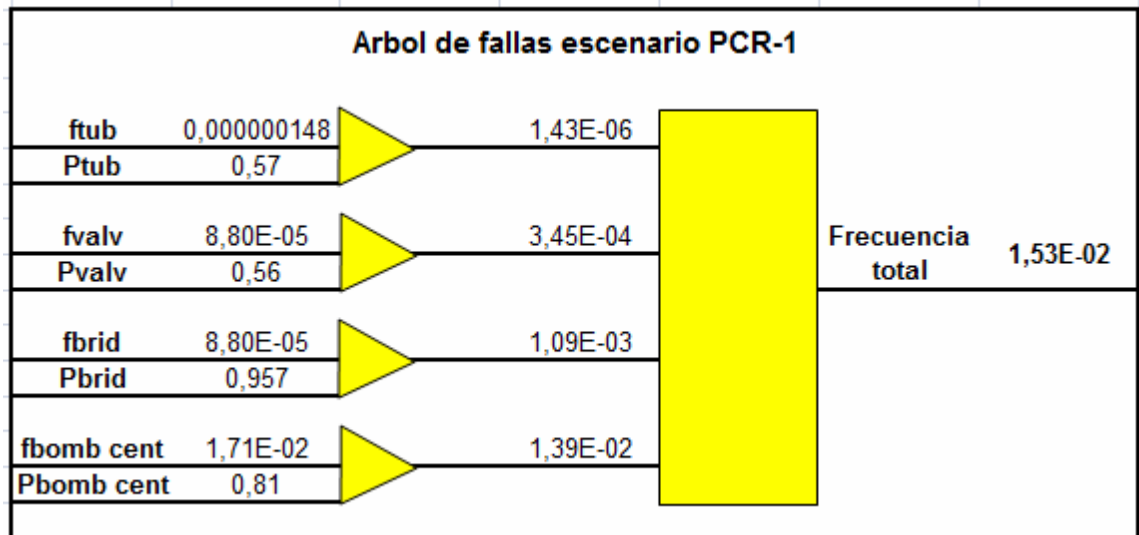 Arbol de fallas escenario PCR-1
ftub 0,000000148 1,43E-06
Ptub 0,57
fvalv 8,80E-05 3,45E-04
Pvalv 0,56
Frecuencia total 1,53E-02
fbrid 8,80E-05 1,09E-03
Pbrid 0,957
fbomb cent 1,71E-02 1,39E-02
Pbomb cent 0,81